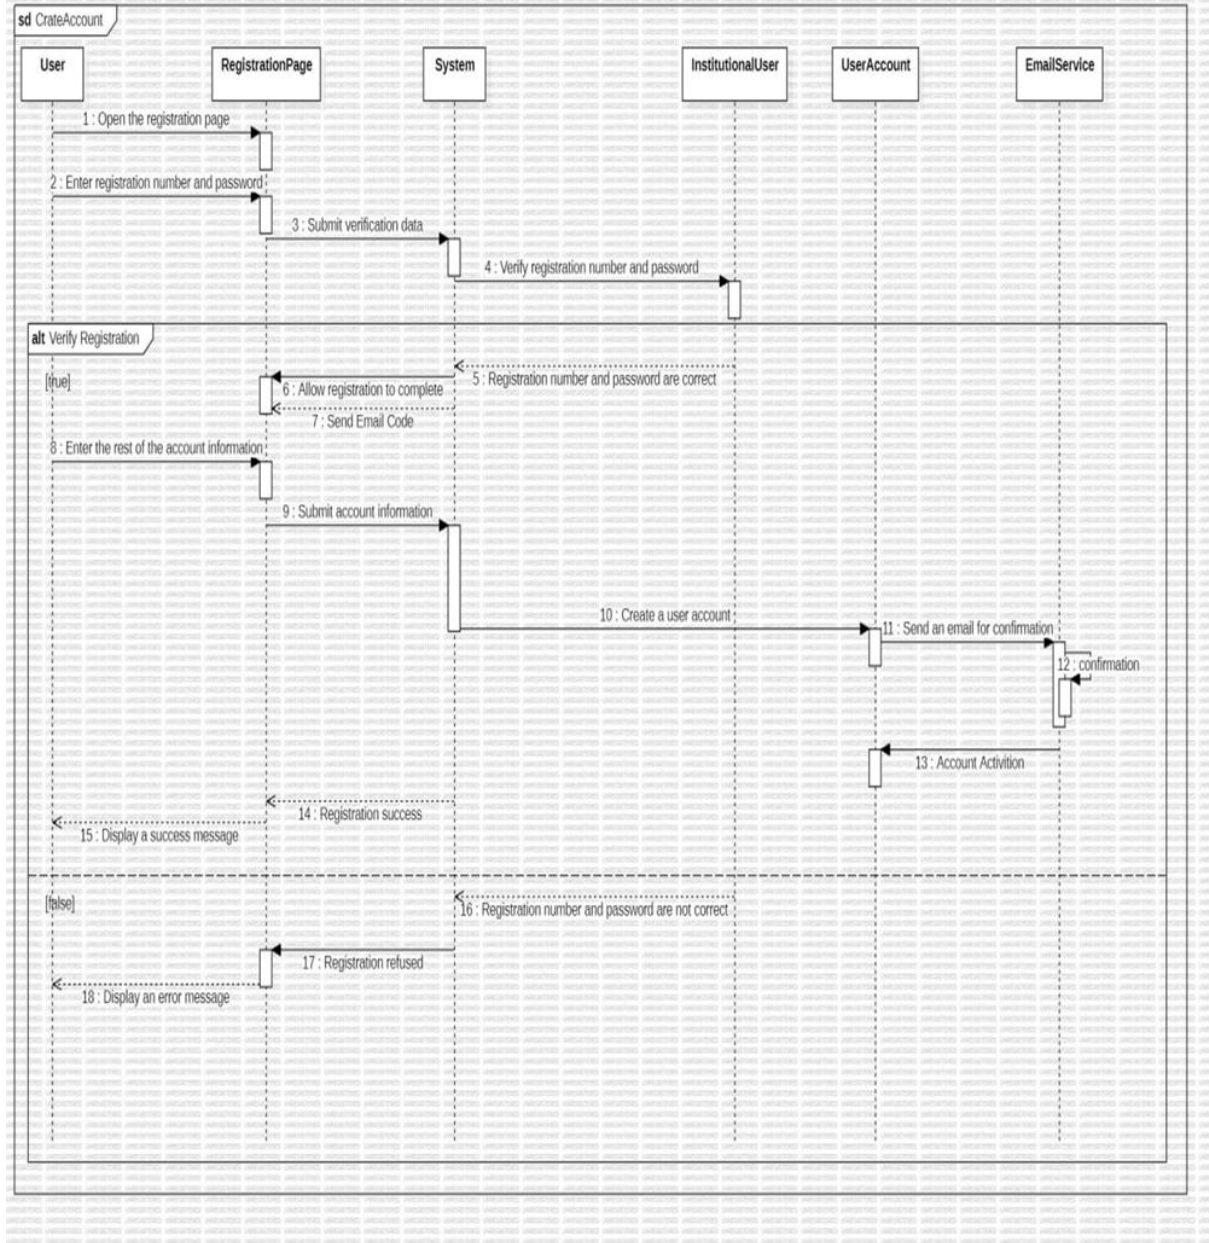 sd CrateAccount
User
RegistrationPage
System
InstitutionalUser
UserAccount
EmailService
1 : Open the registration page
2 : Enter registration number and password
3 : Submit verification data
4 : Verify registration number and password
alt Verify Registration
[true]
5 : Registration number and password are correct
6 : Allow registration to complete
7 : Send Email Code
8 : Enter the rest of the account information
9 : Submit account information
10 : Create a user account
11 : Send an email for confirmation
12 : confirmation
13 : Account Activition
14 : Registration success
15 : Display a success message
[false]
16 : Registration number and password are not correct
17 : Registration refused
18 : Display an error message